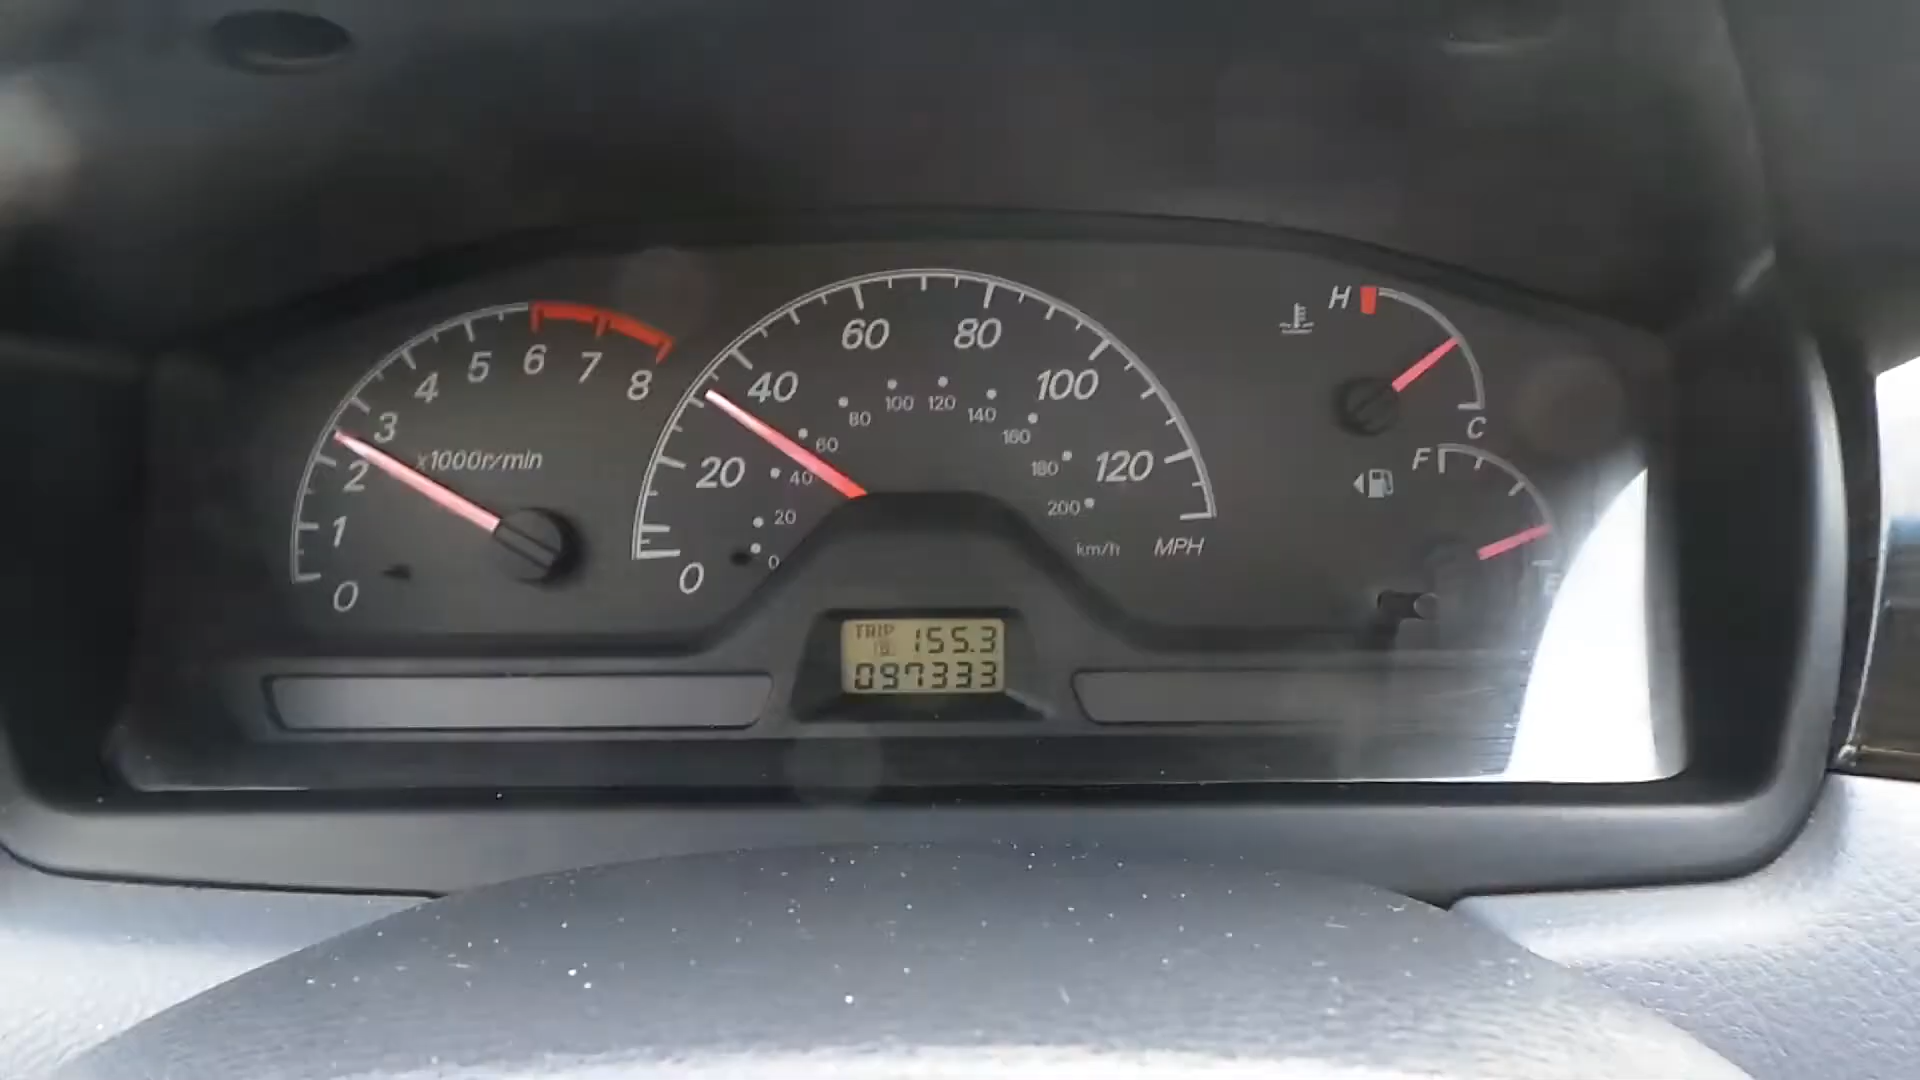 0 1 2 3 4 5 6 7 8
x1000r/min
0 20 40 60 80 100 120
MPH
0 20 40 60 80 100 120 140 160 180 200
km/h
H
C
F
E
TRIP 155.3
097333